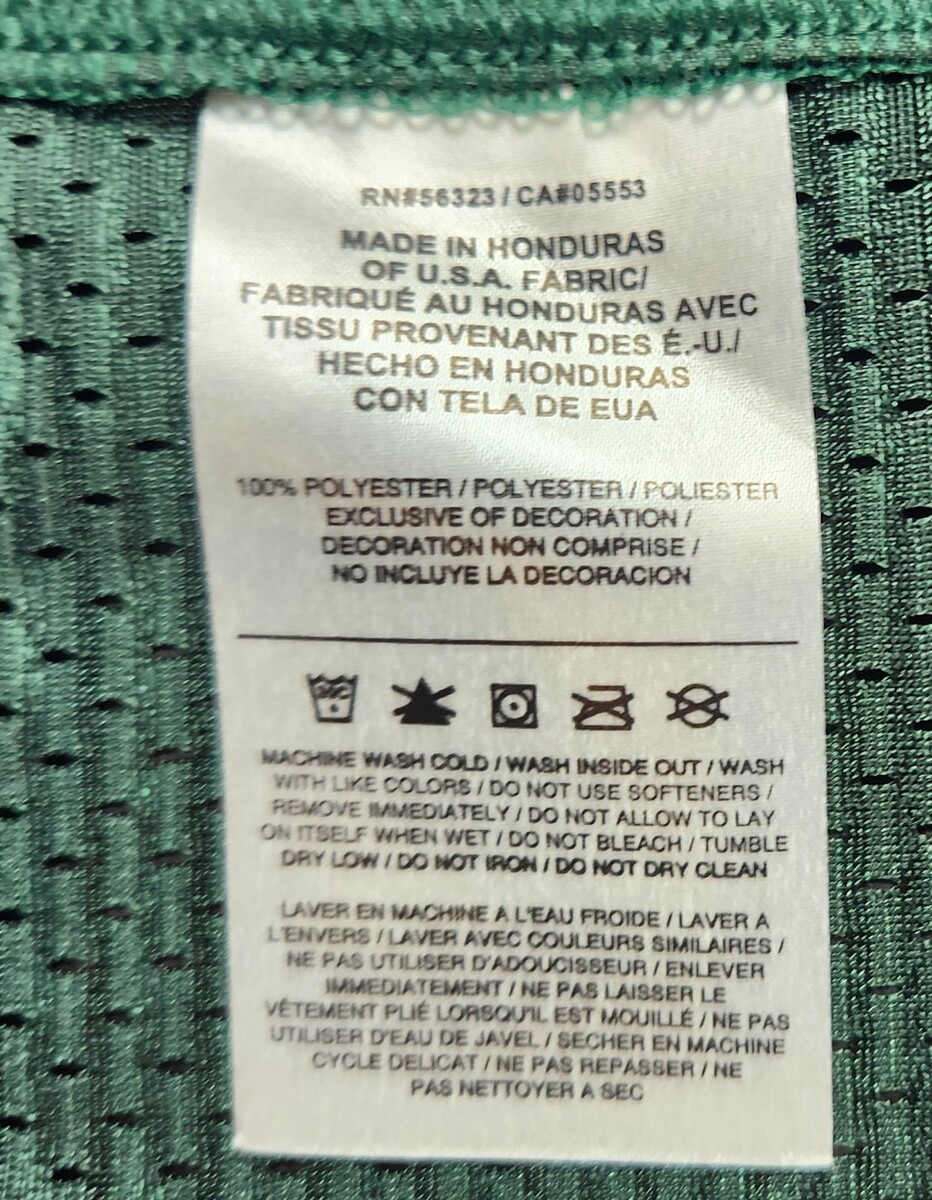 RN#56323 / CA#05553
MADE IN HONDURAS
OF U.S.A. FABRIC/
FABRIQUÉ AU HONDURAS AVEC
TISSU PROVENANT DES É.-U./
HECHO EN HONDURAS
CON TELA DE EUA
100% POLYESTER / POLYESTER / POLIESTER
EXCLUSIVE OF DECORATION /
DECORATION NON COMPRISE /
NO INCLUYE LA DECORACION
30C
MACHINE WASH COLD / WASH INSIDE OUT / WASH
WITH LIKE COLORS / DO NOT USE SOFTENERS /
REMOVE IMMEDIATELY / DO NOT ALLOW TO LAY
ON ITSELF WHEN WET / DO NOT BLEACH / TUMBLE
DRY LOW / DO NOT IRON / DO NOT DRY CLEAN
LAVER EN MACHINE A L'EAU FROIDE / LAVER A
L'ENVERS / LAVER AVEC COULEURS SIMILAIRES /
NE PAS UTILISER D'ADOUCISSEUR / ENLEVER
IMMEDIATEMENT / NE PAS LAISSER LE
VÊTEMENT PLIÉ LORSQU'IL EST MOUILLÉ / NE PAS
UTILISER D'EAU DE JAVEL / SECHER EN MACHINE
CYCLE DELICAT / NE PAS REPASSER / NE
PAS NETTOYER A SEC